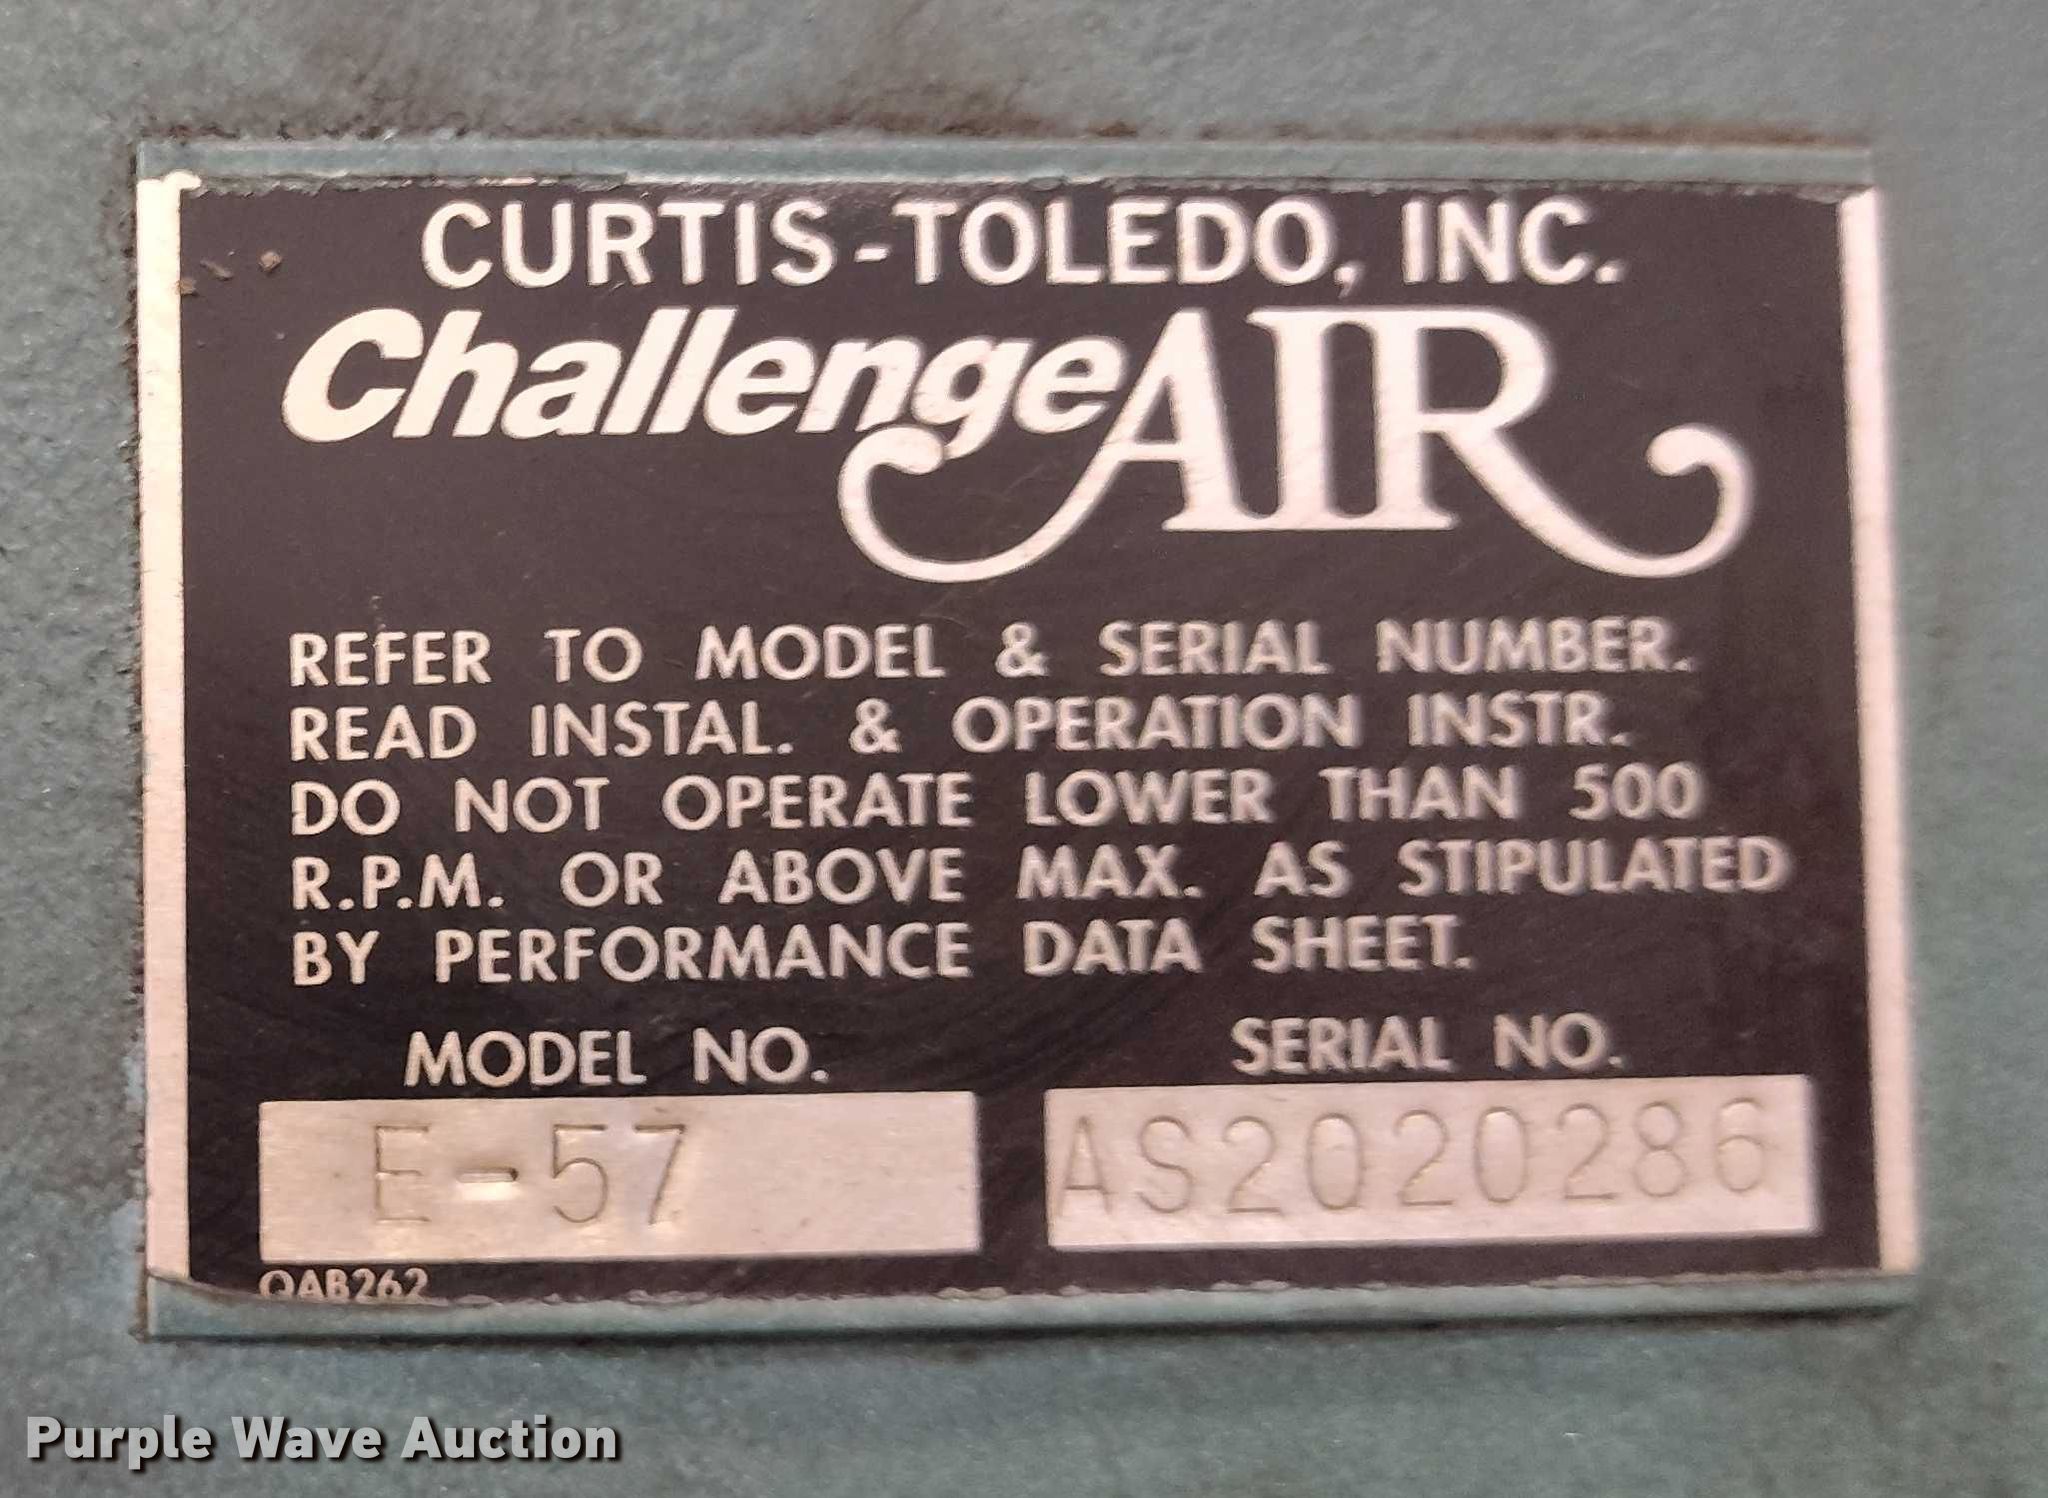 CURTIS-TOLEDO, INC.
ChallengeAIR
REFER TO MODEL & SERIAL NUMBER.
READ INSTAL. & OPERATION INSTR.
DO NOT OPERATE LOWER THAN 500
R.P.M. OR ABOVE MAX. AS STIPULATED
BY PERFORMANCE DATA SHEET.
MODEL NO. SERIAL NO.
E-57 AS2020286
QAB262
Purple Wave Auction